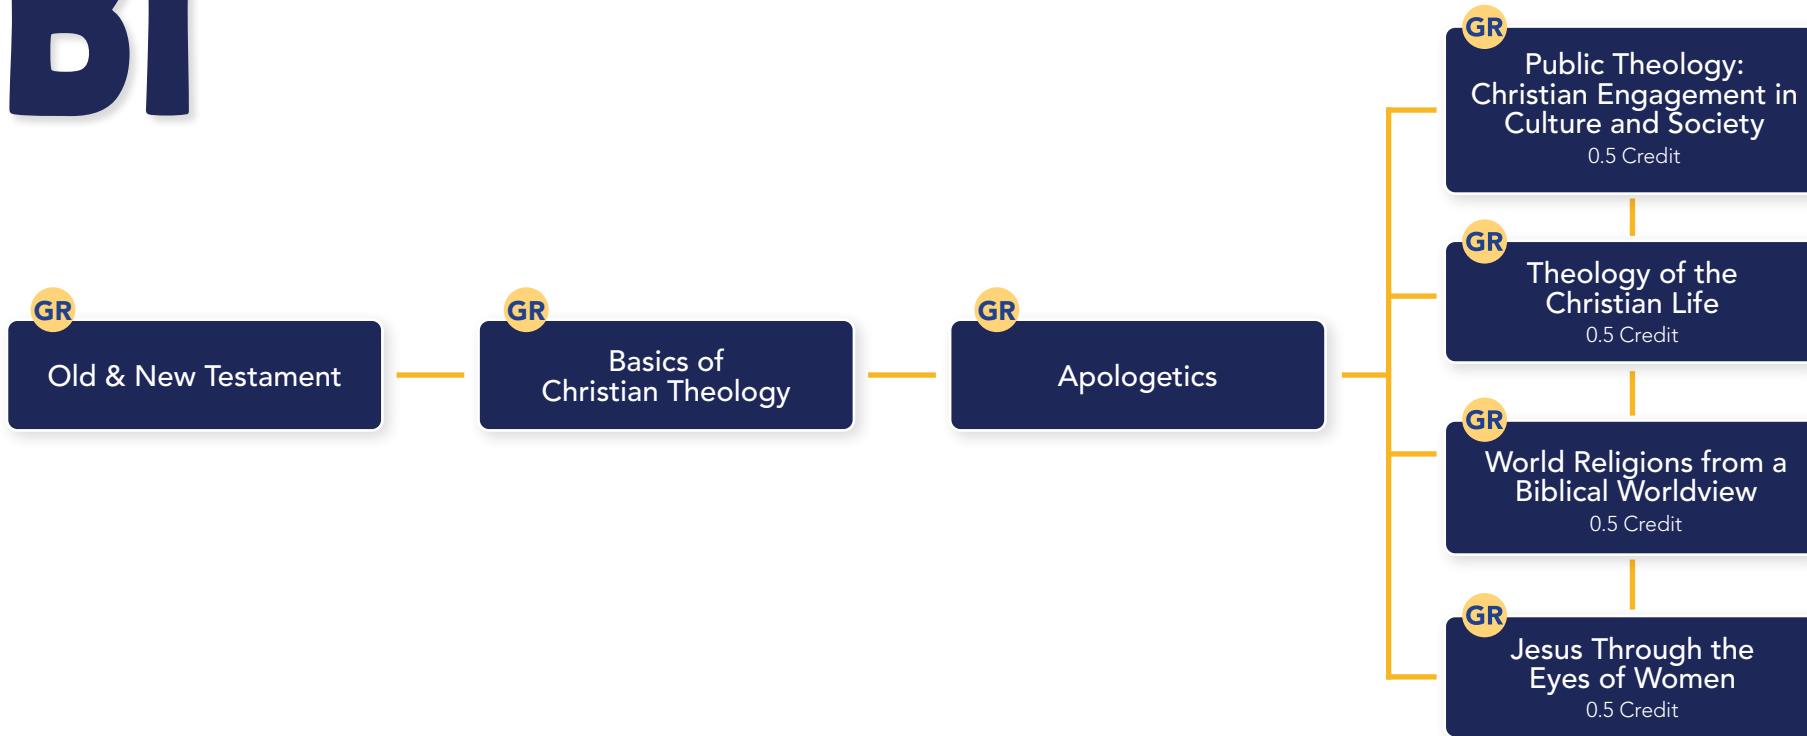 BI
GR
Old & New Testament
GR
Basics of
Christian Theology
GR
Apologetics
GR
Public Theology:
Christian Engagement in
Culture and Society
0.5 Credit
GR
Theology of the
Christian Life
0.5 Credit
GR
World Religions from a
Biblical Worldview
0.5 Credit
GR
Jesus Through the
Eyes of Women
0.5 Credit